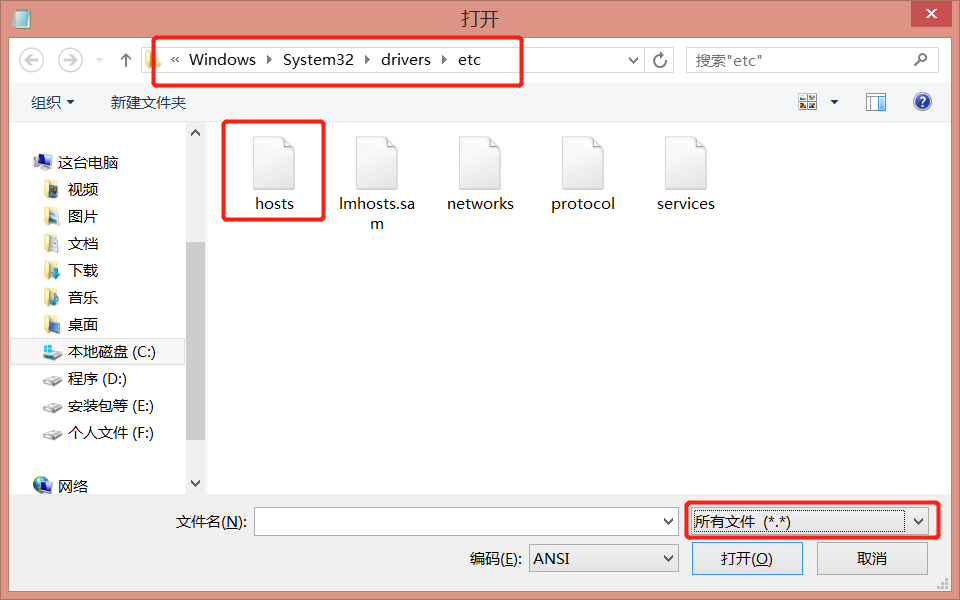 打开
« Windows System32 drivers etc
搜索"etc"
组织 新建文件夹
这台电脑
视频
图片
文档
下载
音乐
桌面
本地磁盘 (C:)
程序 (D:)
安装包等 (E:)
个人文件 (F:)
网络
hosts
lmhosts.sa
m
networks
protocol
services
文件名(N):
所有文件 (*.*)
编码(E): ANSI
打开(O)
取消